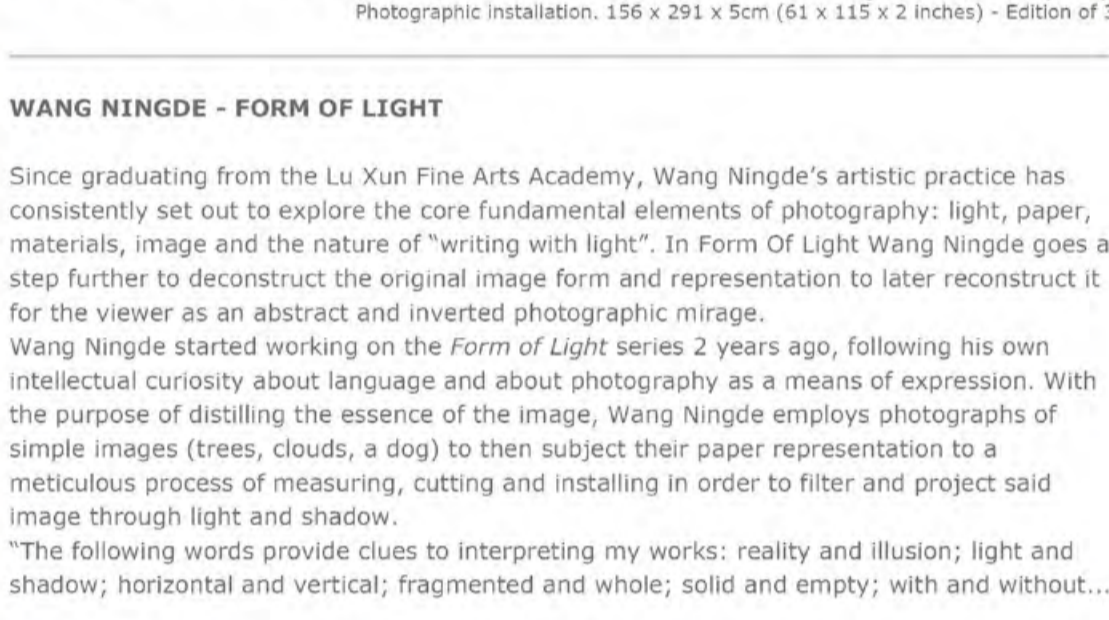 Photographic installation. 156 x 291 x 5cm (61 x 115 x 2 inches) - Edition of 3
WANG NINGDE - FORM OF LIGHT
Since graduating from the Lu Xun Fine Arts Academy, Wang Ningde’s artistic practice has
consistently set out to explore the core fundamental elements of photography: light, paper,
materials, image and the nature of “writing with light”. In Form Of Light Wang Ningde goes a
step further to deconstruct the original image form and representation to later reconstruct it
for the viewer as an abstract and inverted photographic mirage.
Wang Ningde started working on the Form of Light series 2 years ago, following his own
intellectual curiosity about language and about photography as a means of expression. With
the purpose of distilling the essence of the image, Wang Ningde employs photographs of
simple images (trees, clouds, a dog) to then subject their paper representation to a
meticulous process of measuring, cutting and installing in order to filter and project said
image through light and shadow.
“The following words provide clues to interpreting my works: reality and illusion; light and
shadow; horizontal and vertical; fragmented and whole; solid and empty; with and without...